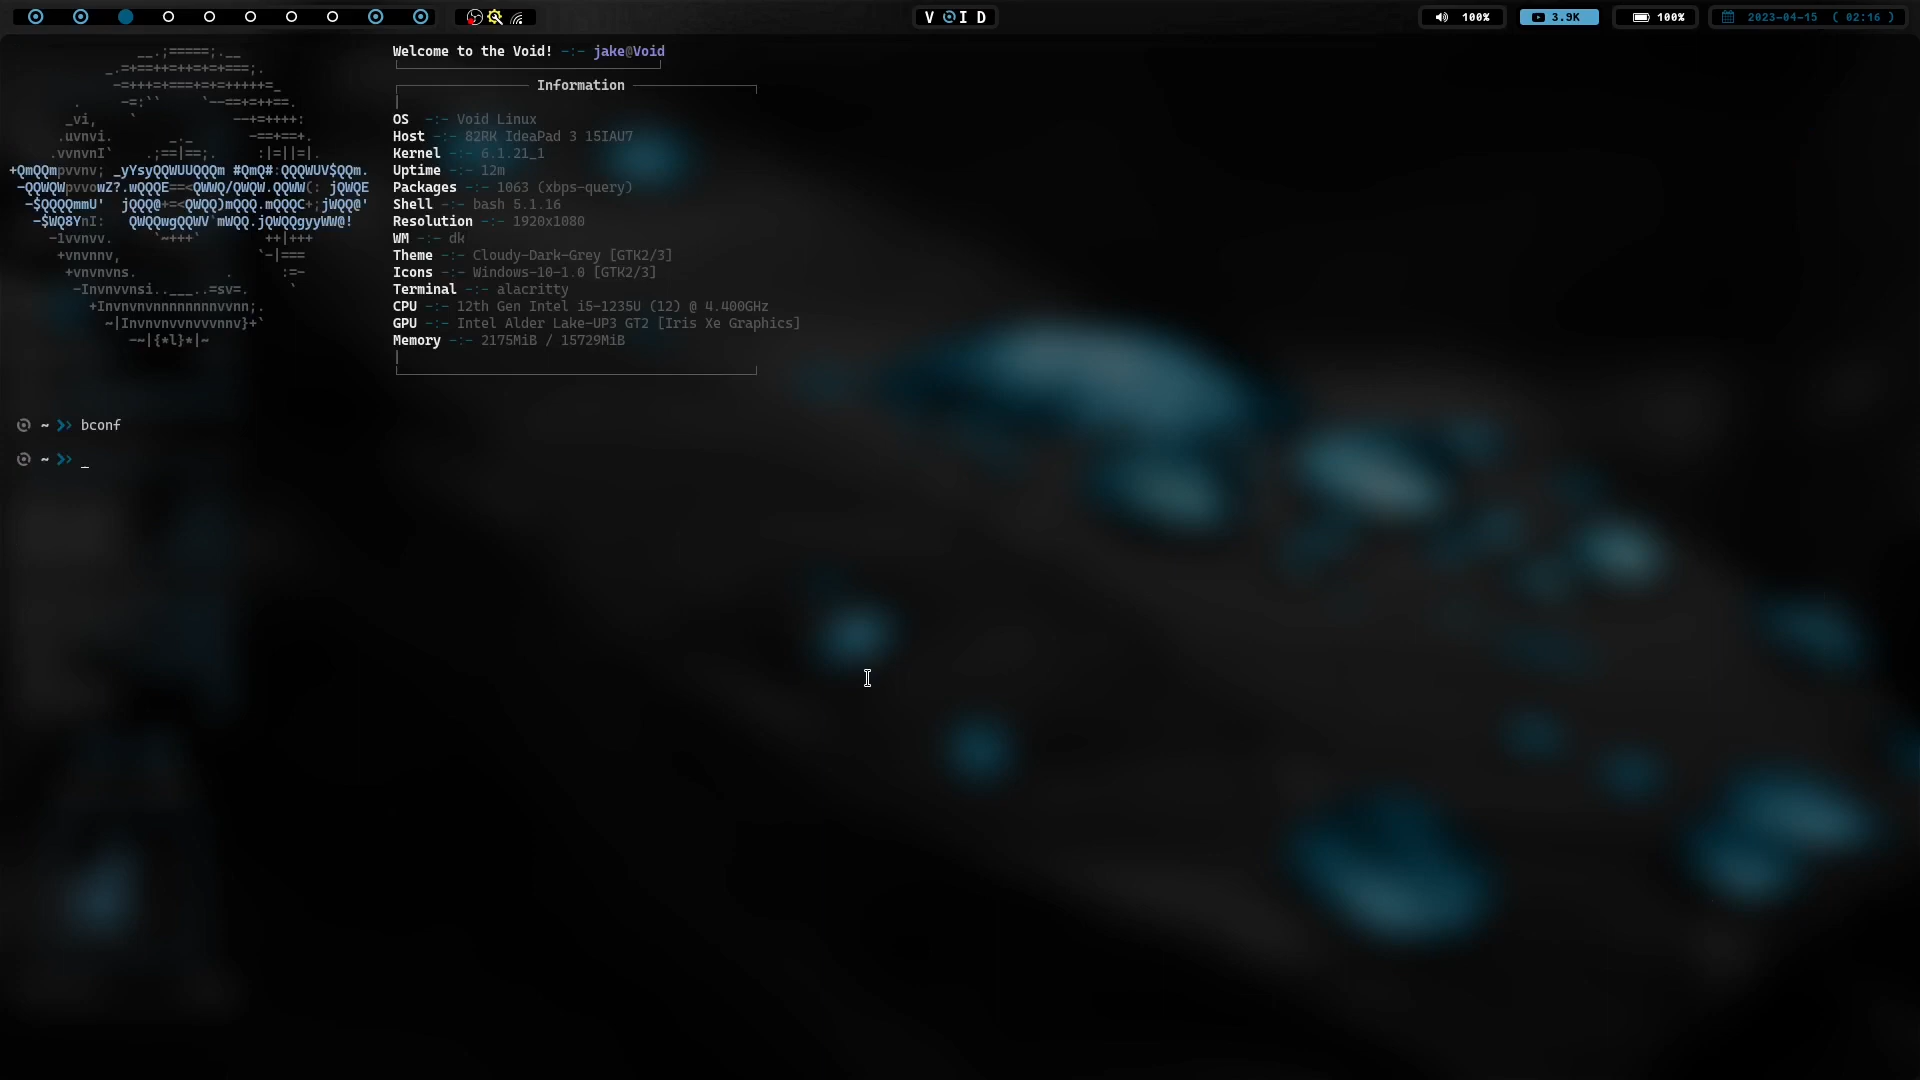 V O I D
100%
3.9K
100%
2023-04-15 ( 02:16 )
Welcome to the Void! -:- jake@Void
Information
OS -:- Void Linux
Host -:- 82RK IdeaPad 3 15IAU7
Kernel -:- 6.1.21_1
Uptime -:- 12m
Packages -:- 1063 (xbps-query)
Shell -:- bash 5.1.16
Resolution -:- 1920x1080
WM -:- dk
Theme -:- Cloudy-Dark-Grey [GTK2/3]
Icons -:- Windows-10-1.0 [GTK2/3]
Terminal -:- alacritty
CPU -:- 12th Gen Intel i5-1235U (12) @ 4.400GHz
GPU -:- Intel Alder Lake-UP3 GT2 [Iris Xe Graphics]
Memory -:- 2175MiB / 15729MiB
~ bconf
~ _